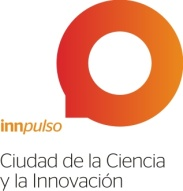 innpulso
Ciudad de la Ciencia
y la Innovación